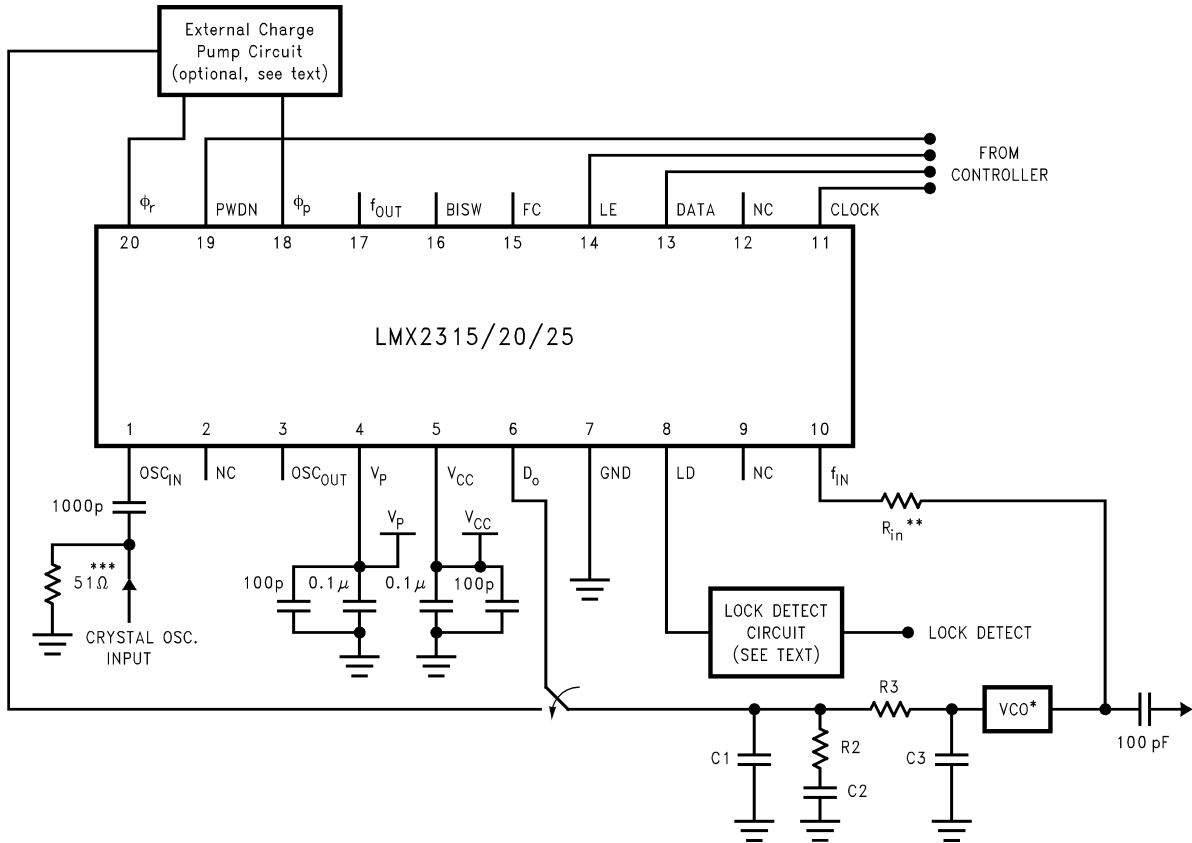 External Charge
Pump Circuit
(optional, see text)
FROM
CONTROLLER
ϕr PWDN ϕp fOUT BISW FC LE DATA NC CLOCK
20 19 18 17 16 15 14 13 12 11
LMX2315/20/25
1 2 3 4 5 6 7 8 9 10
OSCIN NC OSCOUT VP VCC Do GND LD NC fIN
1000p
VP VCC
Rin**
***
51Ω
100p 0.1μ 0.1μ 100p
CRYSTAL OSC.
INPUT
LOCK DETECT
CIRCUIT
(SEE TEXT)
LOCK DETECT
R3
VCO*
100 pF
C1 R2 C3
C2